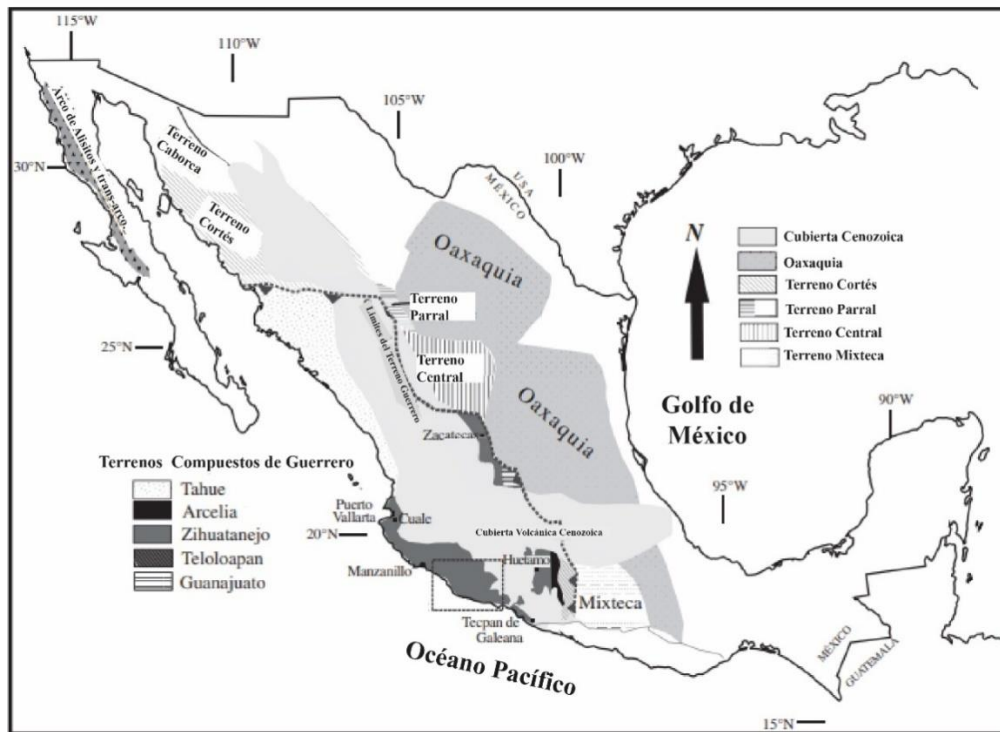 115°W
110°W
105°W
100°W
Arco de Alisitos y trans-arco
30°N
Terreno
Caborca
Terreno
Cortés
USA
MÉXICO
Oaxaquia
N
Cubierta Cenozoica
Oaxaquia
Terreno Cortés
Terreno Parral
Terreno Central
Terreno Mixteca
Terreno
Parral
Límites del Terreno Guerrero
Terreno
Central
25°N
Oaxaquia
Golfo de
México
90°W
Zacatecas
Terrenos Compuestos de Guerrero
Tahue
Arcelia
Zihuatanejo
Teloloapan
Guanajuato
95°W
Puerto
Vallarta
Cuale
20°N
Cubierta Volcánica Cenozoica
Huetamo
Manzanillo
Mixteca
Tecpan de
Galeana
Océano Pacífico
MÉXICO
GUATEMALA
15°N